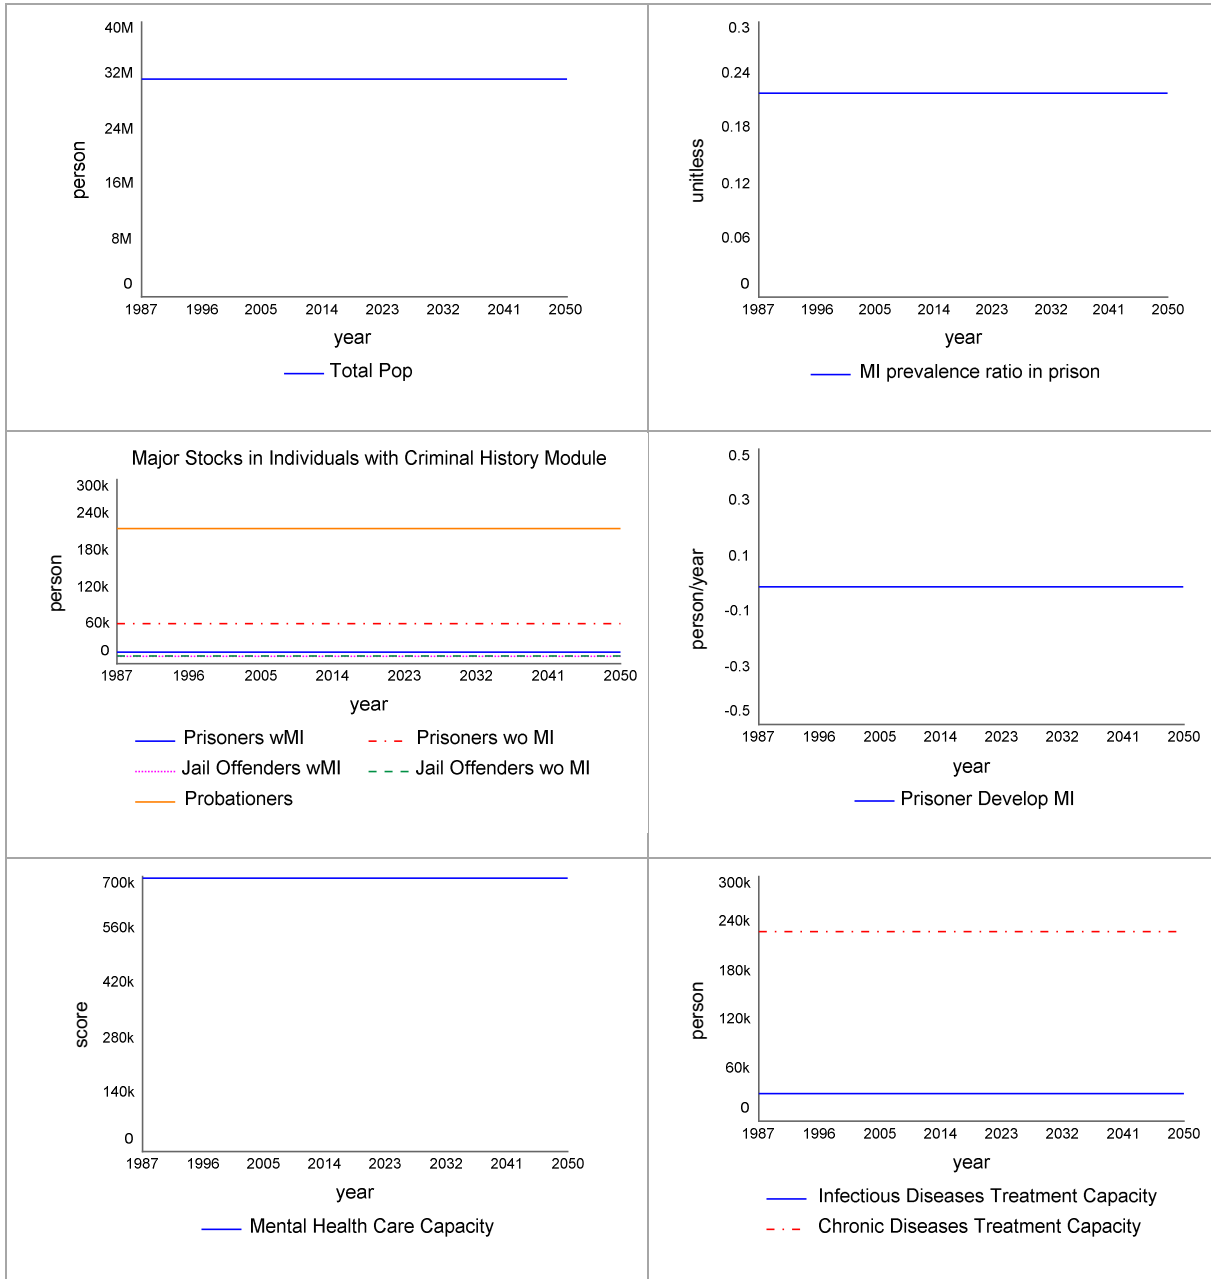 40M
32M
24M
16M
8M
0
person
1987 1996 2005 2014 2023 2032 2041 2050
year
Total Pop
0.3
0.24
0.18
0.12
0.06
0
unitless
1987 1996 2005 2014 2023 2032 2041 2050
year
MI prevalence ratio in prison
Major Stocks in Individuals with Criminal History Module
300k
240k
180k
120k
60k
0
person
1987 1996 2005 2014 2023 2032 2041 2050
year
Prisoners wMI Prisoners wo MI
Jail Offenders wMI Jail Offenders wo MI
Probationers
0.5
0.3
0.1
-0.1
-0.3
-0.5
person/year
1987 1996 2005 2014 2023 2032 2041 2050
year
Prisoner Develop MI
700k
560k
420k
280k
140k
0
score
1987 1996 2005 2014 2023 2032 2041 2050
year
Mental Health Care Capacity
300k
240k
180k
120k
60k
0
person
1987 1996 2005 2014 2023 2032 2041 2050
year
Infectious Diseases Treatment Capacity
Chronic Diseases Treatment Capacity